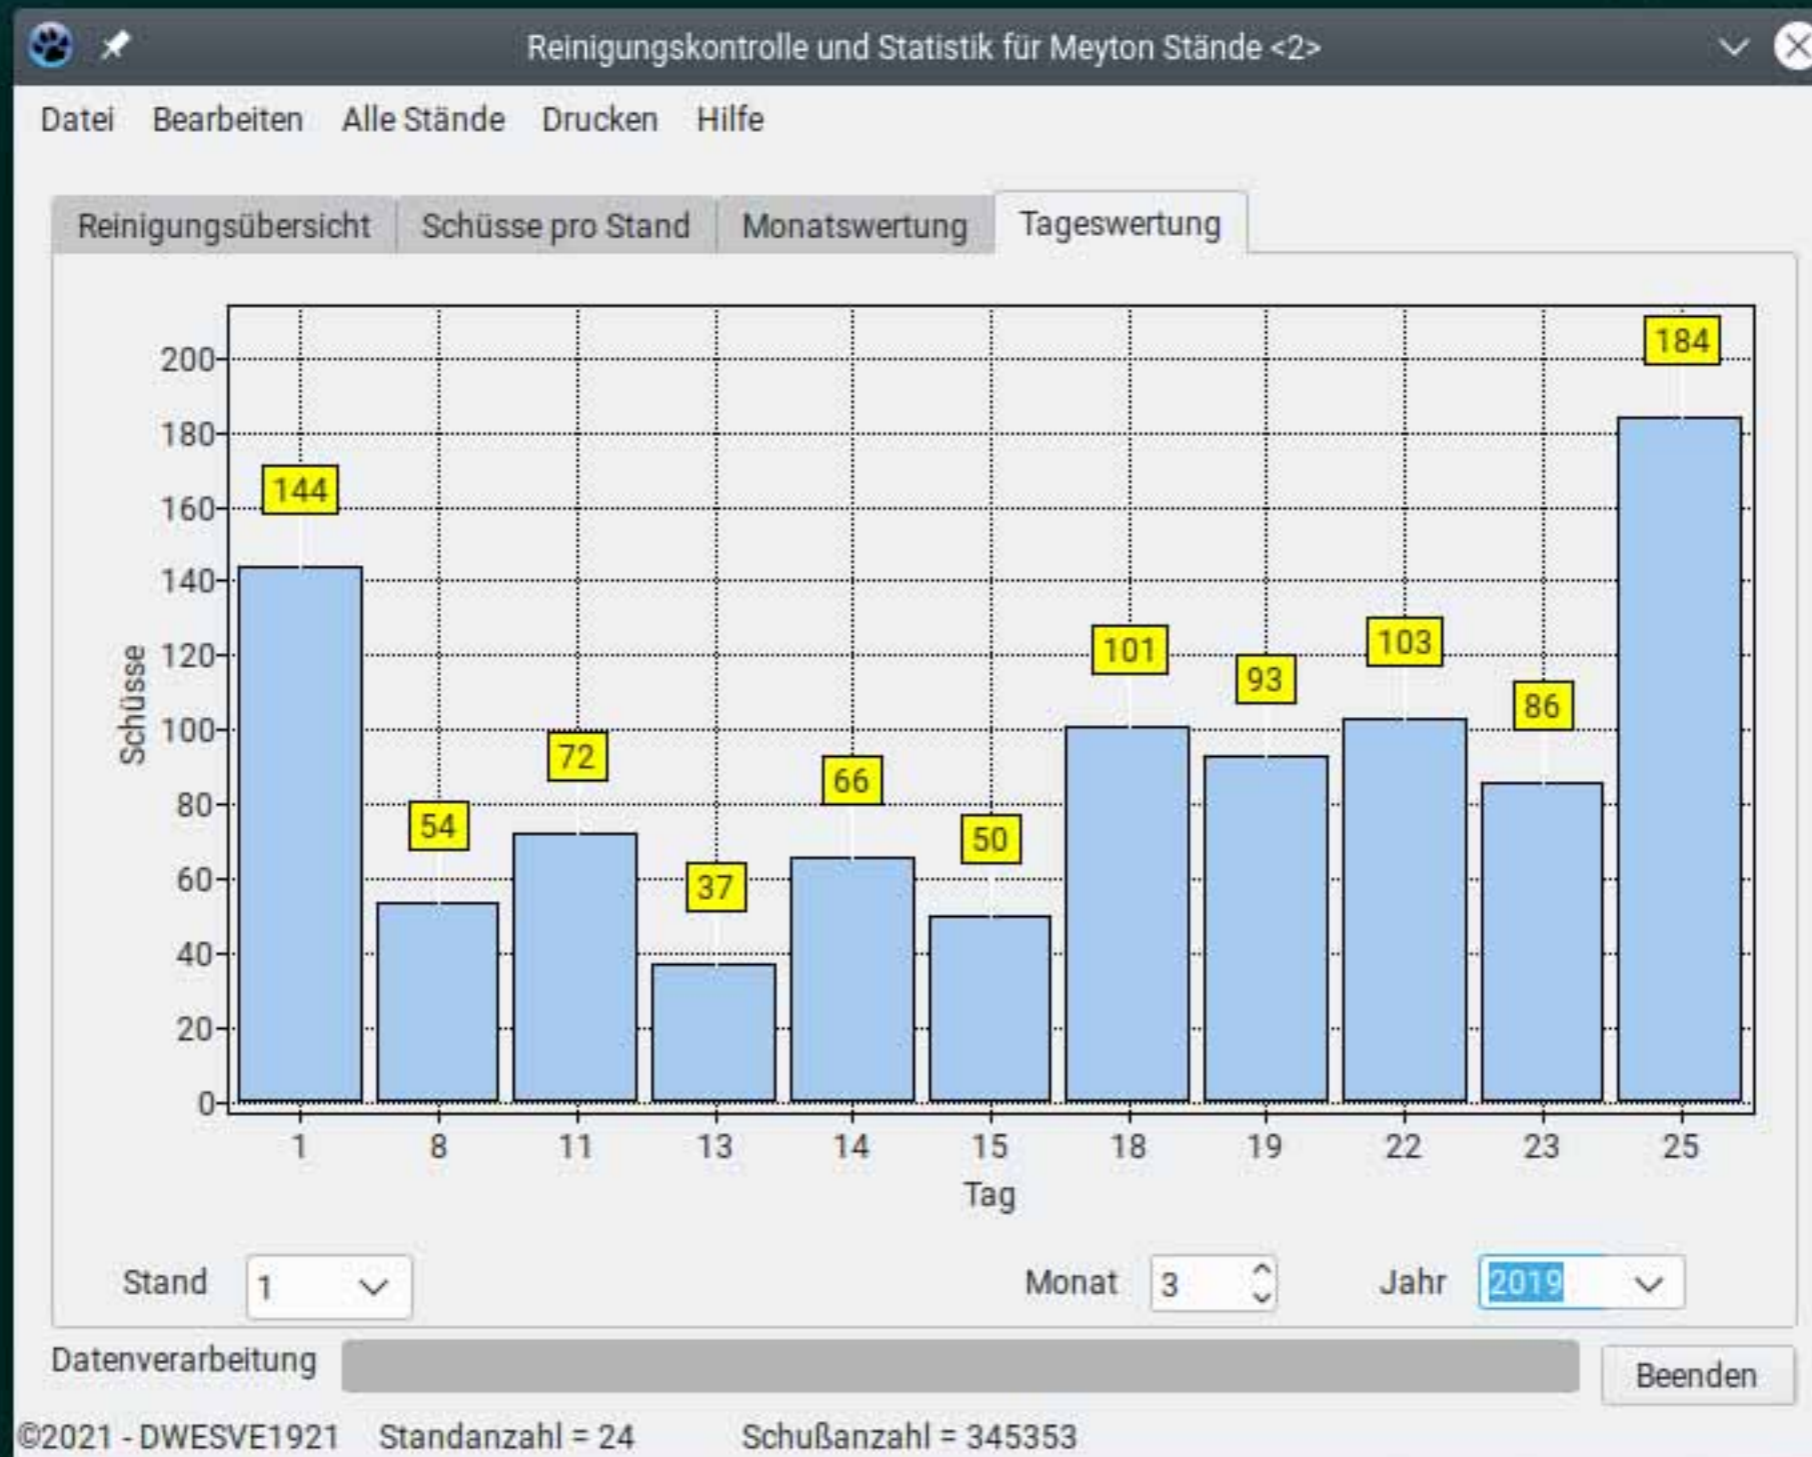 Reinigungskontrolle und Statistik für Meyton Stände <2>
Datei Bearbeiten Alle Stände Drucken Hilfe
Reinigungsübersicht Schüsse pro Stand Monatswertung Tageswertung
Schüsse
200
180
160
140
120
100
80
60
40
20
0
144 54 72 37 66 50 101 93 103 86 184
1 8 11 13 14 15 18 19 22 23 25
Tag
Stand 1 Monat 3 Jahr 2019
Datenverarbeitung Beenden
©2021 - DWESVE1921 Standanzahl = 24 Schußanzahl = 345353